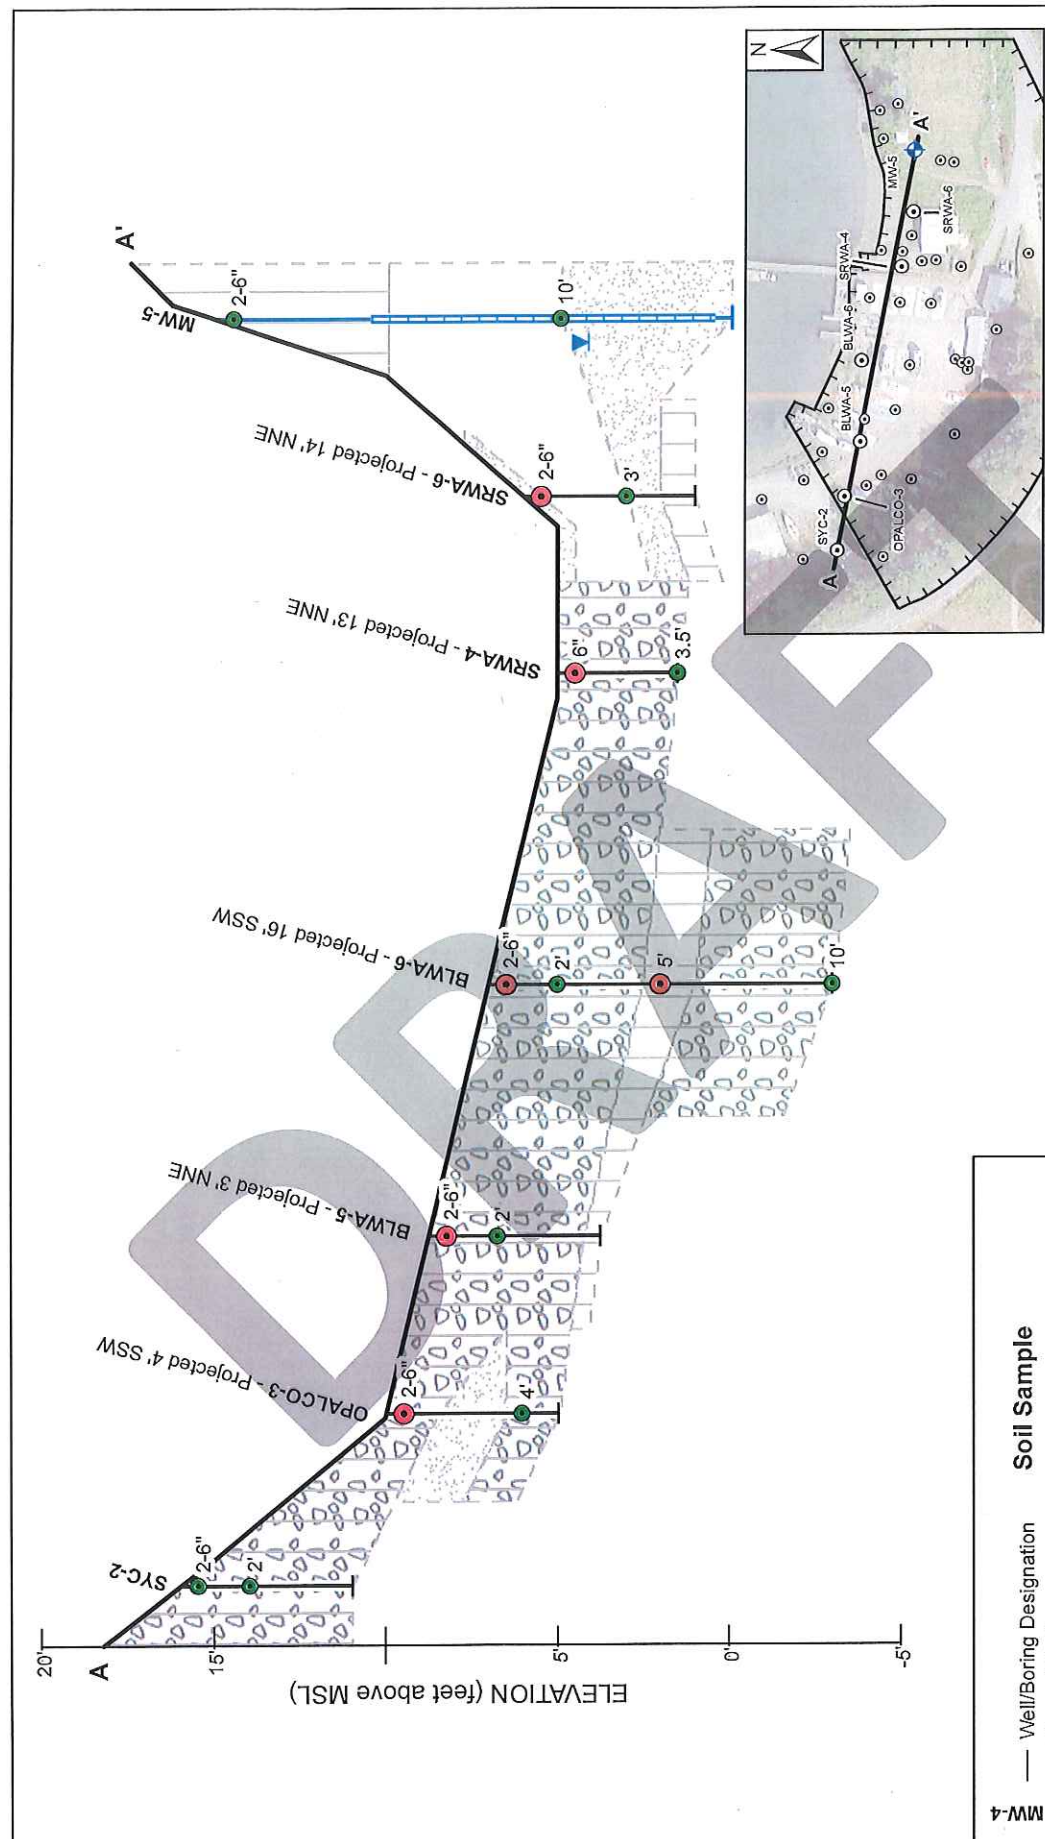 A
A'
SYC-2
OPALCO-3 - Projected 4' SSW
BLWA-5 - Projected 3' NNE
BLWA-6 - Projected 16' SSW
SRWA-4 - Projected 13' NNE
SRWA-6 - Projected 14' NNE
MW-5
20'
15'
10'
5'
0'
-5'
ELEVATION (feet above MSL)
2-6"
2'
2-6"
4'
2-6"
2'
2-6"
2'
5'
10'
6"
3.5'
2-6"
3'
2-6"
10'
DRAFT
N
A
SYC-2
OPALCO-3
BLWA-5
BLWA-6
SRWA-4
SRWA-6
MW-5
A'
MW-4 — Well/Boring Designation
Soil Sample